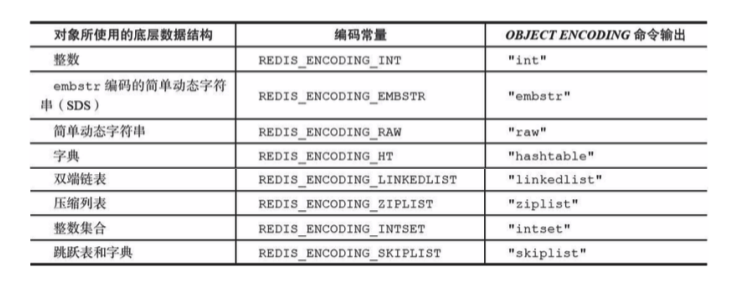 对象所使用的底层数据结构 编码常量 OBJECT ENCODING 命令输出
整数 REDIS_ENCODING_INT "int"
embstr 编码的简单动态字符
串（SDS） REDIS_ENCODING_EMBSTR "embstr"
简单动态字符串 REDIS_ENCODING_RAW "raw"
字典 REDIS_ENCODING_HT "hashtable"
双端链表 REDIS_ENCODING_LINKEDLIST "linkedlist"
压缩列表 REDIS_ENCODING_ZIPLIST "ziplist"
整数集合 REDIS_ENCODING_INTSET "intset"
跳跃表和字典 REDIS_ENCODING_SKIPLIST "skiplist"